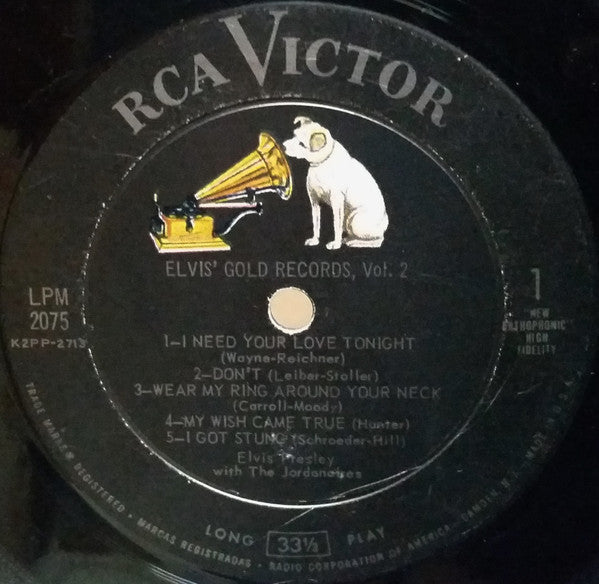 RCA VICTOR
ELVIS' GOLD RECORDS, Vol. 2
LPM
2075
K2PP-2713
1
"NEW
ORTHOPHONIC"
HIGH
FIDELITY
1-I NEED YOUR LOVE TONIGHT
(Wayne-Reichner)
2-DON'T (Leiber-Stoller)
3-WEAR MY RING AROUND YOUR NECK
(Carroll-Moody)
4-MY WISH CAME TRUE (Hunter)
5-I GOT STUNG (Schroeder-Hill)
Elvis Presley
with The Jordanaires
LONG 33⅓ PLAY
TRADE MARKS ® REGISTERED • MARCAS REGISTRADAS • RADIO CORPORATION OF AMERICA - CAMDEN, N. J. MADE IN U.S.A.